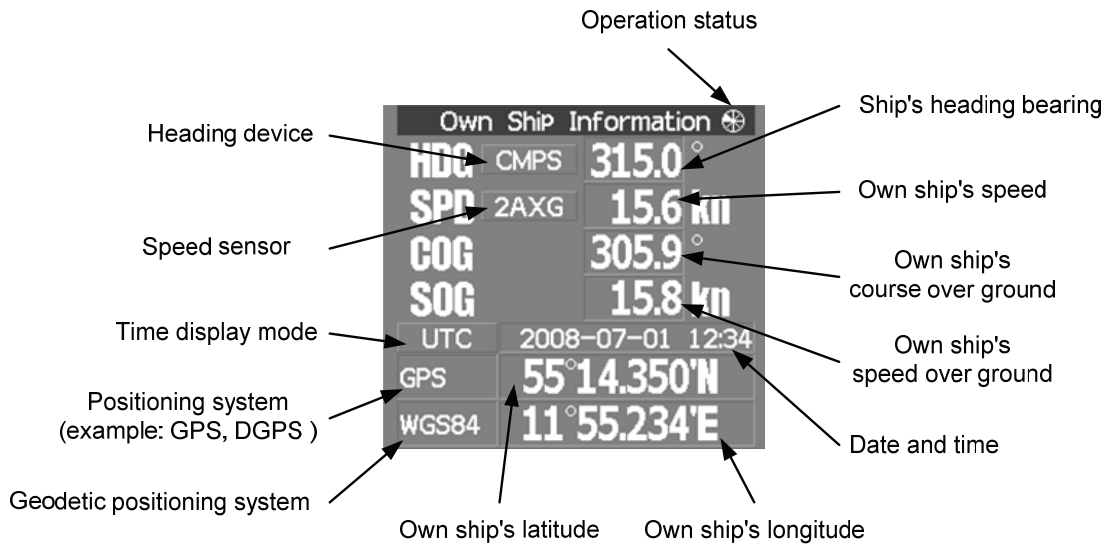 Operation status
Own Ship Information
Heading device
Ship's heading bearing
HDG CMPS 315.0°
Own ship's speed
SPD 2AXG 15.6 kn
Speed sensor
COG 305.9°
Own ship's
course over ground
SOG 15.8 kn
Time display mode
UTC 2008-07-01 12:34
Own ship's
speed over ground
GPS 55°14.350'N
Positioning system
(example: GPS, DGPS )
WGS84 11°55.234'E
Date and time
Geodetic positioning system
Own ship's latitude
Own ship's longitude